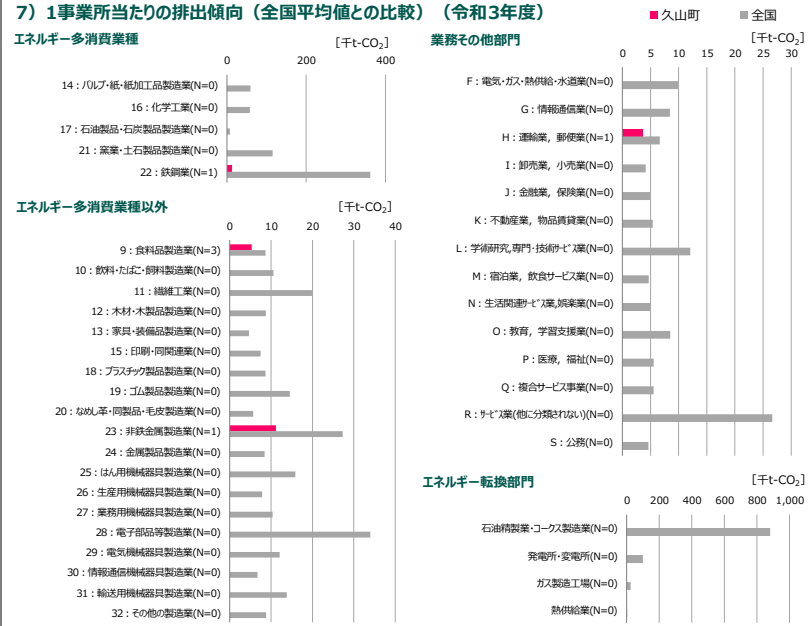 7）1事業所当たりの排出傾向（全国平均値との比較）（令和3年度）
久山町 全国
エネルギー多消費業種
[千t-CO₂]
0 200 400
14：パルプ・紙・紙加工品製造業(N=0)
16：化学工業(N=0)
17：石油製品・石炭製品製造業(N=0)
21：窯業・土石製品製造業(N=0)
22：鉄鋼業(N=1)
エネルギー多消費業種以外
[千t-CO₂]
0 10 20 30 40
9：食料品製造業(N=3)
10：飲料・たばこ・飼料製造業(N=0)
11：繊維工業(N=0)
12：木材・木製品製造業(N=0)
13：家具・装備品製造業(N=0)
15：印刷・同関連業(N=0)
18：プラスチック製品製造業(N=0)
19：ゴム製品製造業(N=0)
20：なめし革・同製品・毛皮製造業(N=0)
23：非鉄金属製造業(N=1)
24：金属製品製造業(N=0)
25：はん用機械器具製造業(N=0)
26：生産用機械器具製造業(N=0)
27：業務用機械器具製造業(N=0)
28：電子部品等製造業(N=0)
29：電気機械器具製造業(N=0)
30：情報通信機械器具製造業(N=0)
31：輸送用機械器具製造業(N=0)
32：その他の製造業(N=0)
業務その他部門
[千t-CO₂]
0 5 10 15 20 25 30
F：電気・ガス・熱供給・水道業(N=0)
G：情報通信業(N=0)
H：運輸業，郵便業(N=1)
I：卸売業，小売業(N=0)
J：金融業，保険業(N=0)
K：不動産業，物品賃貸業(N=0)
L：学術研究,専門・技術サービス業(N=0)
M：宿泊業，飲食サービス業(N=0)
N：生活関連サービス業,娯楽業(N=0)
O：教育，学習支援業(N=0)
P：医療，福祉(N=0)
Q：複合サービス事業(N=0)
R：サービス業(他に分類されない)(N=0)
S：公務(N=0)
エネルギー転換部門
[千t-CO₂]
0 200 400 600 800 1,000
石油精製業・コークス製造業(N=0)
発電所・変電所(N=0)
ガス製造工場(N=0)
熱供給業(N=0)